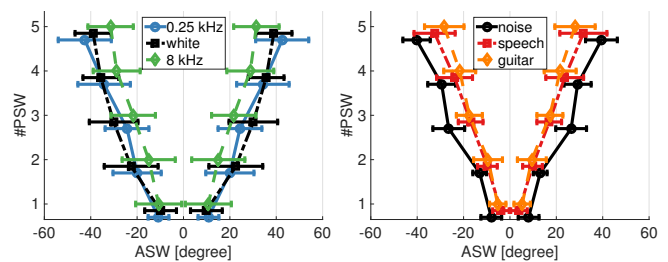 #PSW
5
4
3
2
1
0.25 kHz
white
8 kHz
-60 -40 -20 0 20 40 60
ASW [degree]
#PSW
5
4
3
2
1
noise
speech
guitar
-60 -40 -20 0 20 40 60
ASW [degree]